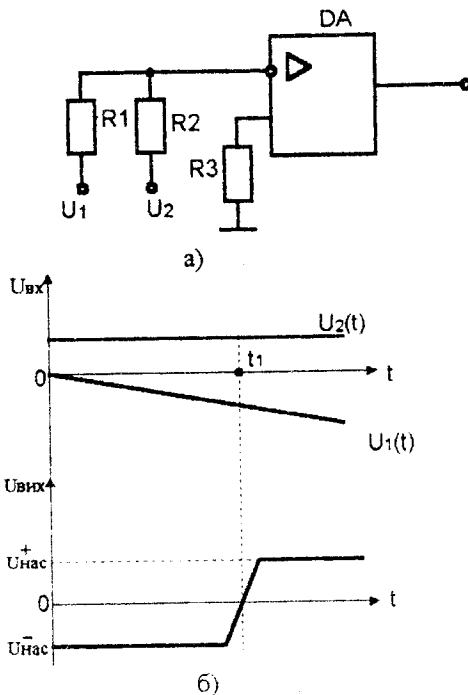 DA
R1
R2
R3
U1
U2
а)
Uвх
U2(t)
0
t1
t
U1(t)
Uвих
U+нас
0
t
U-нас
б)